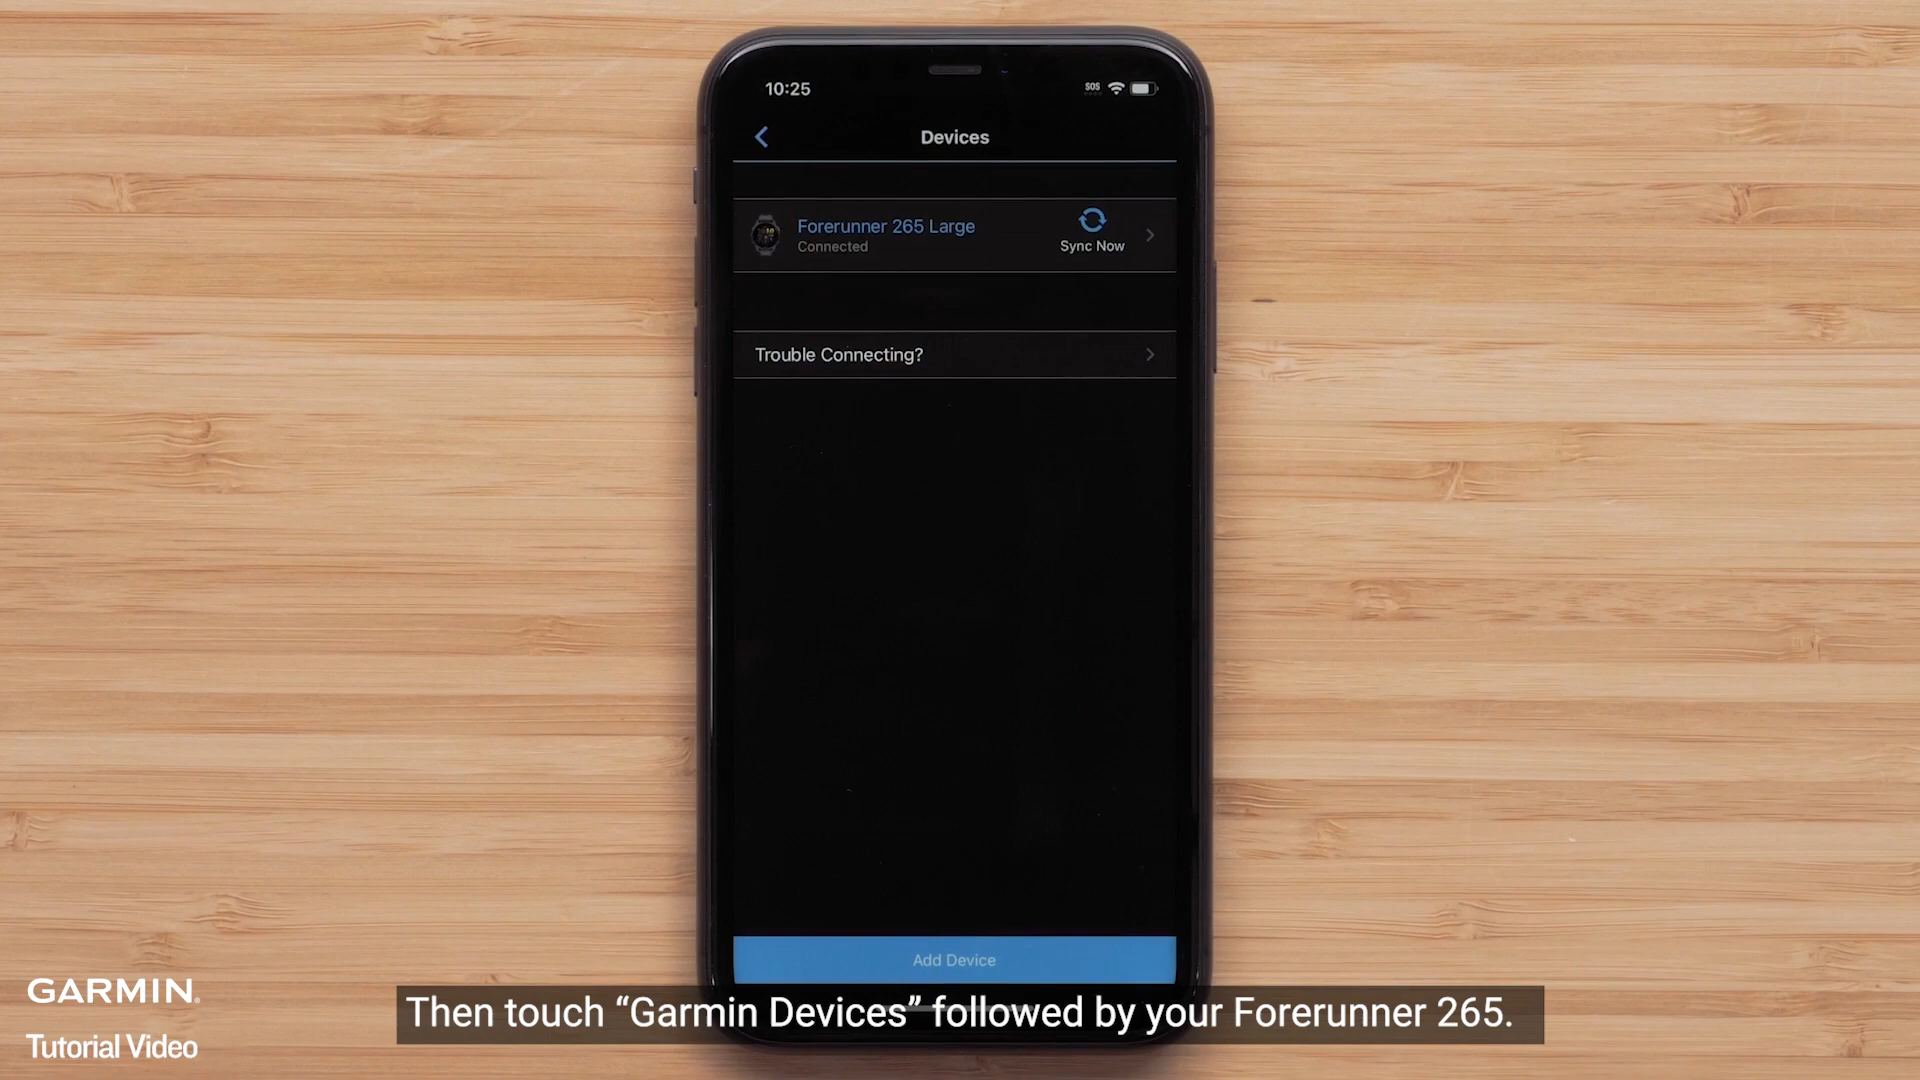 10:25
SOS
Devices
Forerunner 265 Large
Connected
Sync Now
Trouble Connecting?
Add Device
GARMIN.
Tutorial Video
Then touch “Garmin Devices” followed by your Forerunner 265.